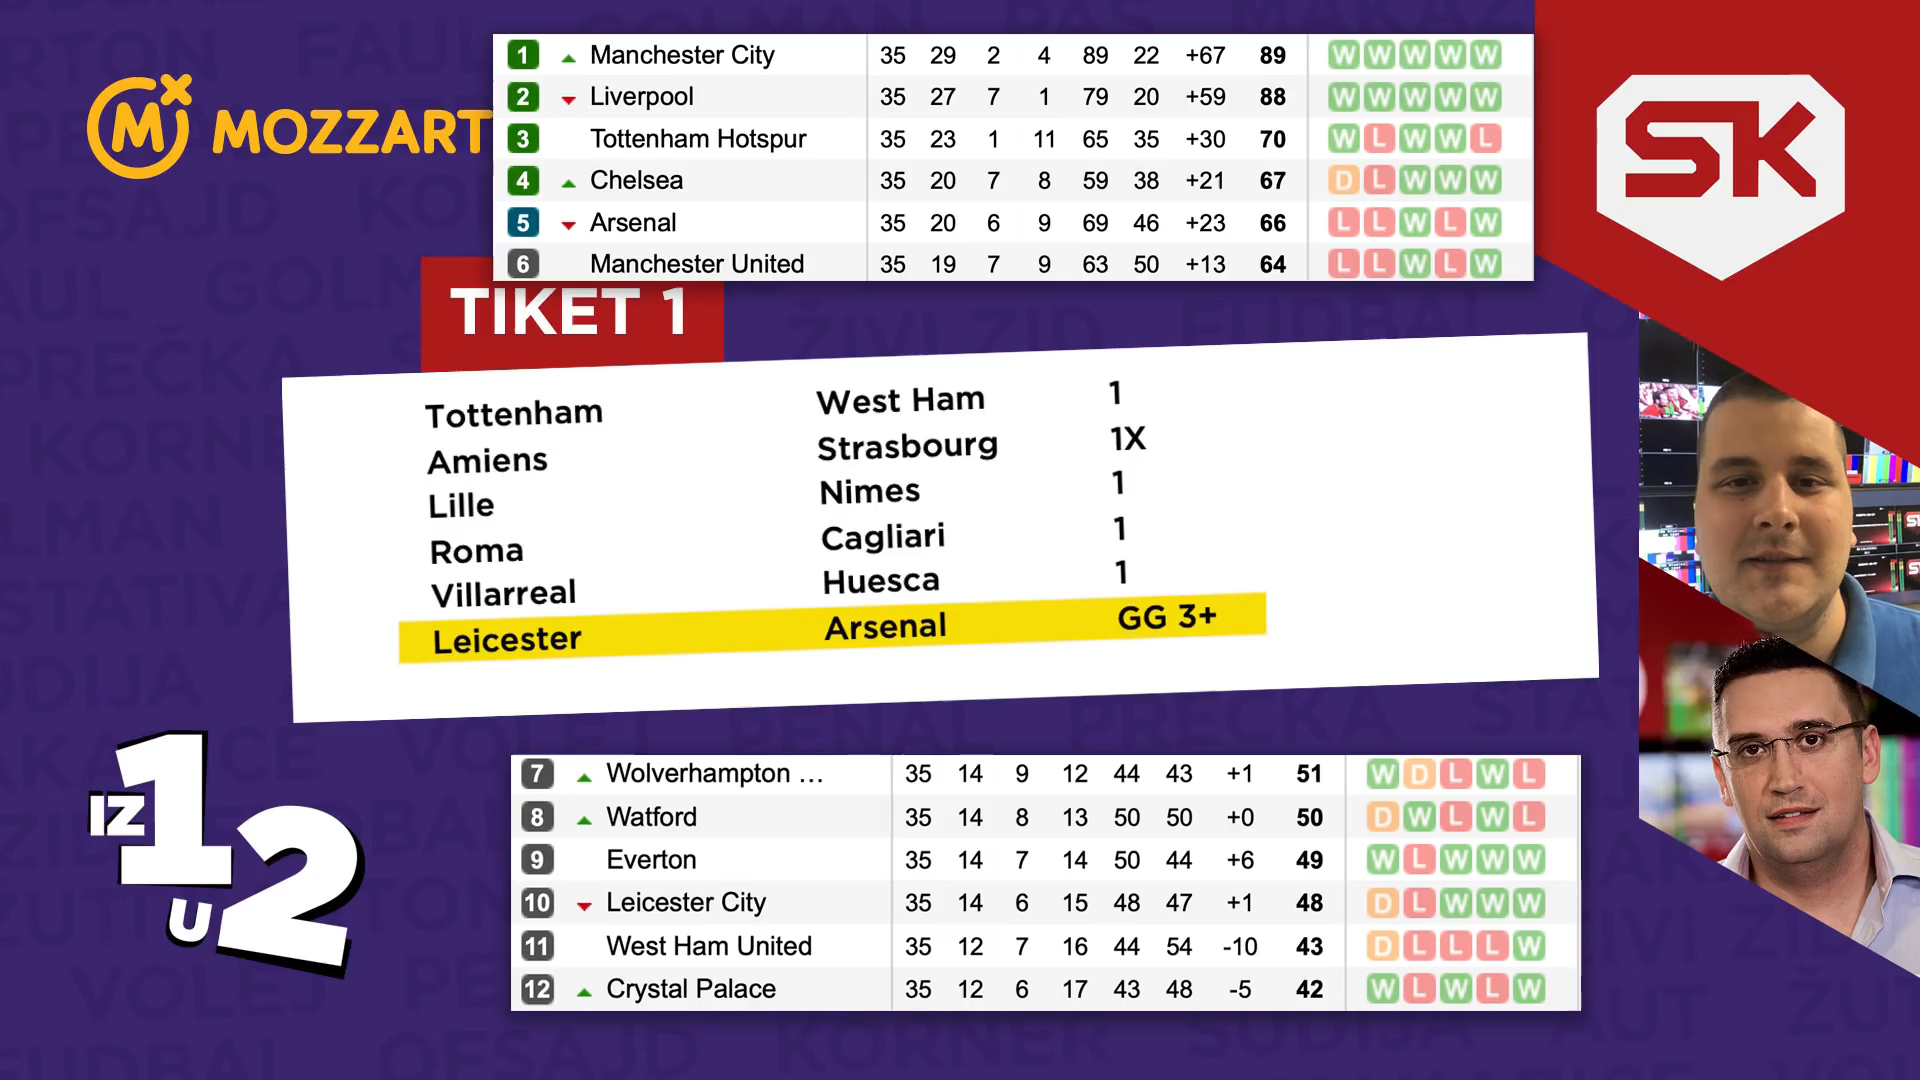 1 Manchester City 35 29 2 4 89 22 +67 89 W W W W W
2 Liverpool 35 27 7 1 79 20 +59 88 W W W W W
3 Tottenham Hotspur 35 23 1 11 65 35 +30 70 W L W W L
4 Chelsea 35 20 7 8 59 38 +21 67 D L W W W
5 Arsenal 35 20 6 9 69 46 +23 66 L L W L W
6 Manchester United 35 19 7 9 63 50 +13 64 L L W L W
MOZZART
SK
TIKET 1
Tottenham West Ham 1
Amiens Strasbourg 1X
Lille Nimes 1
Roma Cagliari 1
Villarreal Huesca 1
Leicester Arsenal GG 3+
IZ 1 U 2
7 Wolverhampton ... 35 14 9 12 44 43 +1 51 W D L W L
8 Watford 35 14 8 13 50 50 +0 50 D W L W L
9 Everton 35 14 7 14 50 44 +6 49 W L W W W
10 Leicester City 35 14 6 15 48 47 +1 48 D L W W W
11 West Ham United 35 12 7 16 44 54 -10 43 D L L L W
12 Crystal Palace 35 12 6 17 43 48 -5 42 W L W L W